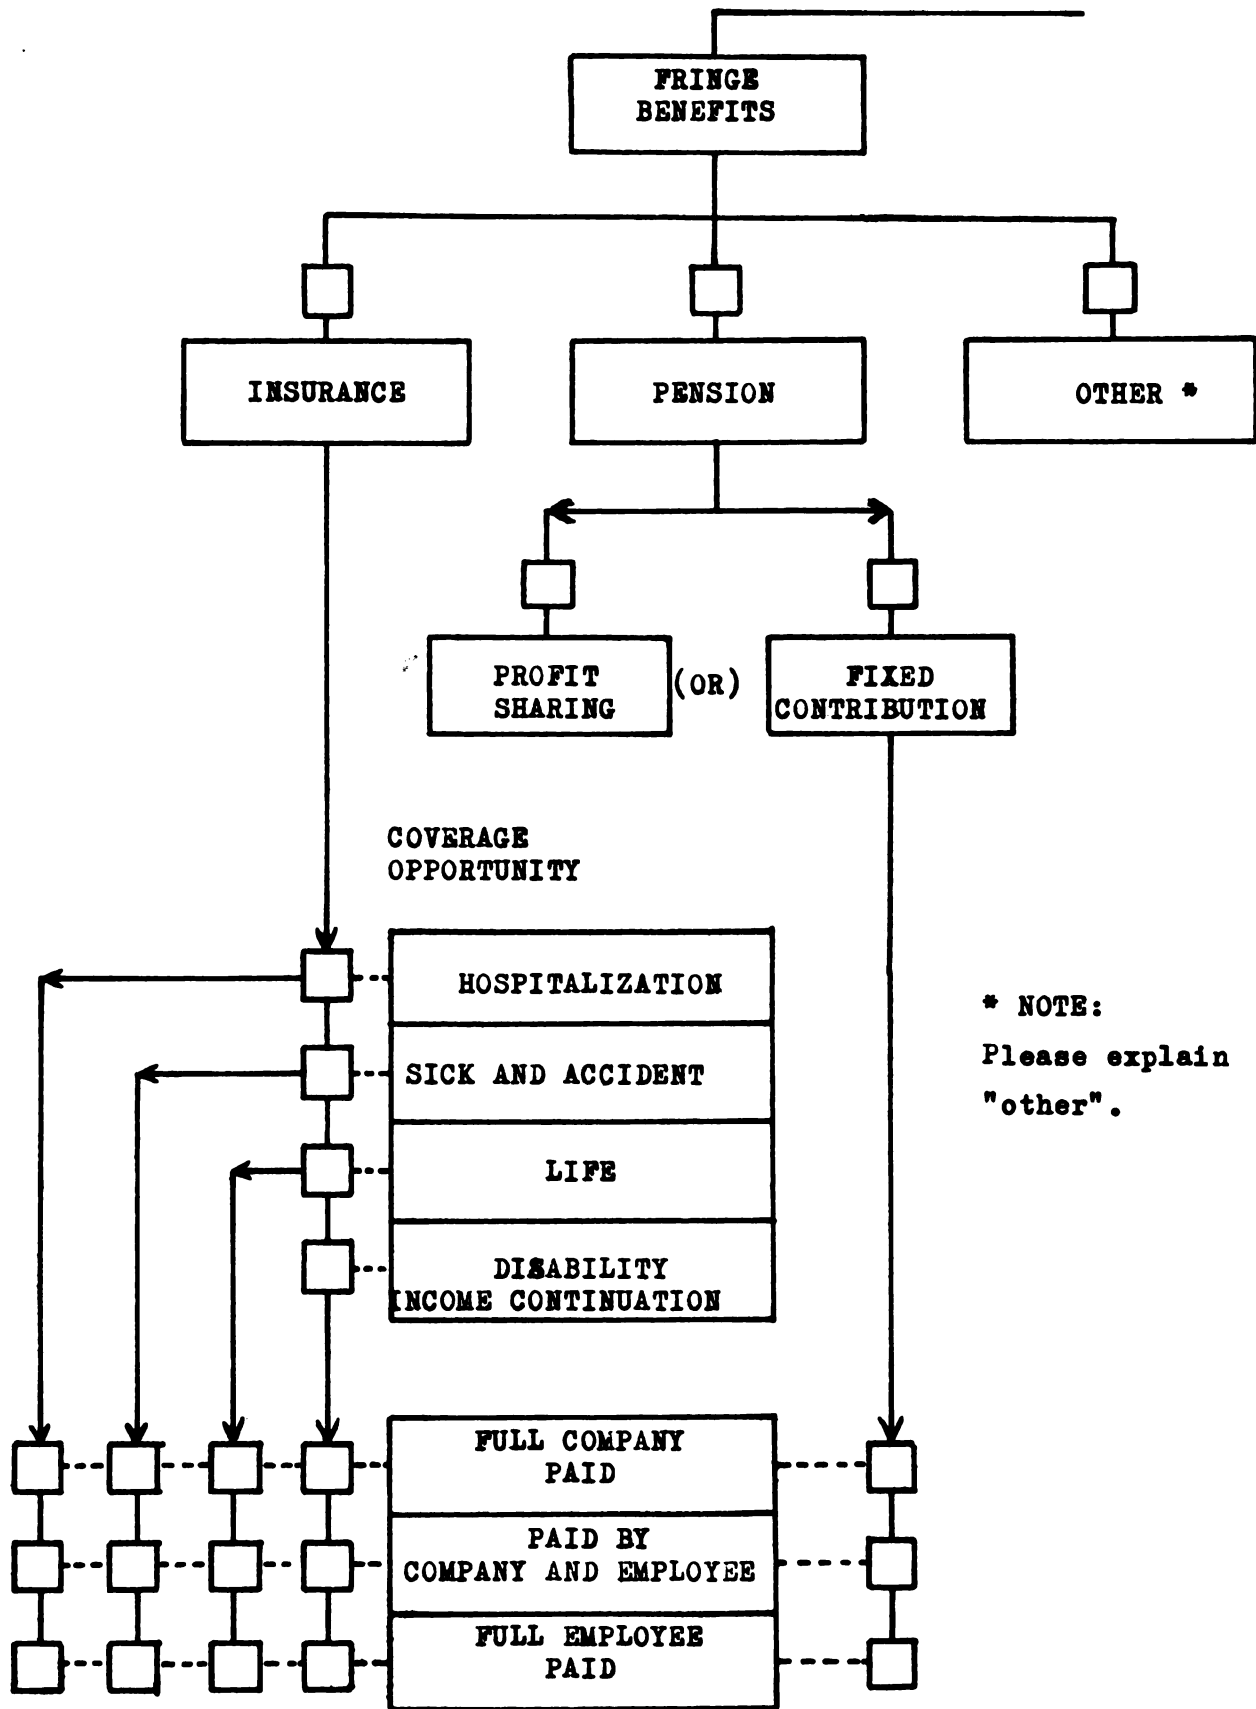 FRINGE
BENEFITS
INSURANCE
PENSION
OTHER *
PROFIT
SHARING
(OR)
FIXED
CONTRIBUTION
COVERAGE
OPPORTUNITY
HOSPITALIZATION
SICK AND ACCIDENT
LIFE
DISABILITY
INCOME CONTINUATION
* NOTE:
Please explain
"other".
FULL COMPANY
PAID
PAID BY
COMPANY AND EMPLOYEE
FULL EMPLOYEE
PAID